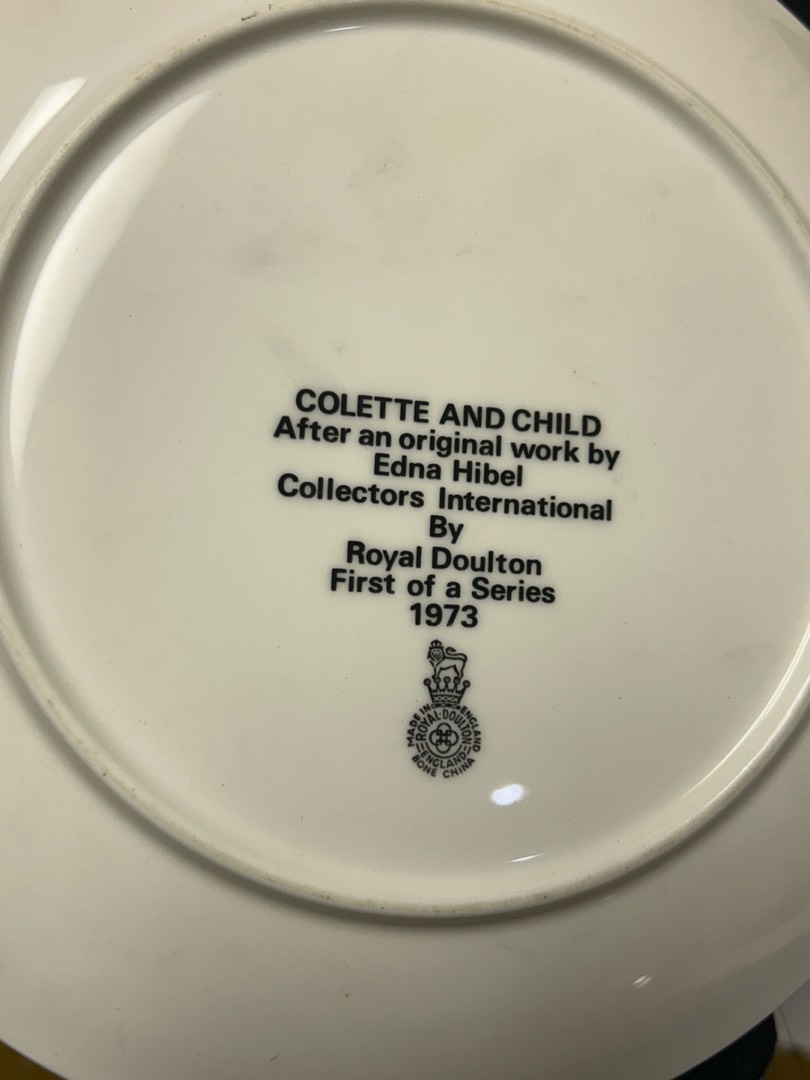 COLETTE AND CHILD
After an original work by
Edna Hibel
Collectors International
By
Royal Doulton
First of a Series
1973
MADE IN ENGLAND
ROYAL·DOULTON
ENGLAND
BONE CHINA